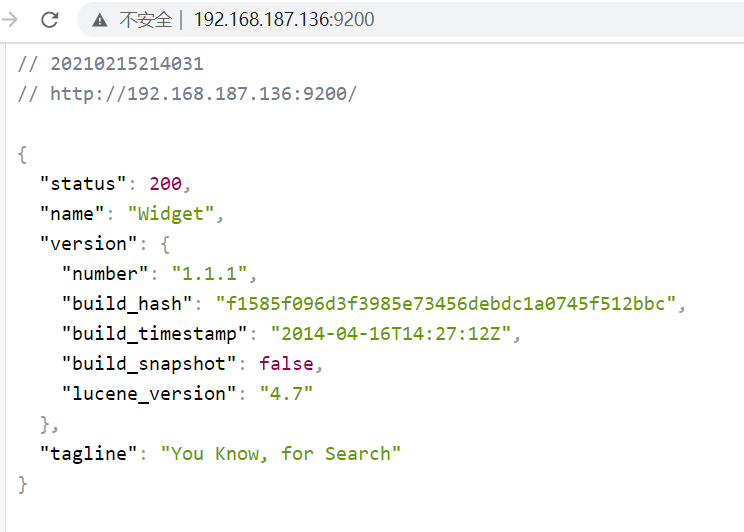 不安全 | 192.168.187.136:9200
// 20210215214031
// http://192.168.187.136:9200/
{
"status": 200,
"name": "Widget",
"version": {
"number": "1.1.1",
"build_hash": "f1585f096d3f3985e73456debdc1a0745f512bbc",
"build_timestamp": "2014-04-16T14:27:12Z",
"build_snapshot": false,
"lucene_version": "4.7"
},
"tagline": "You Know, for Search"
}